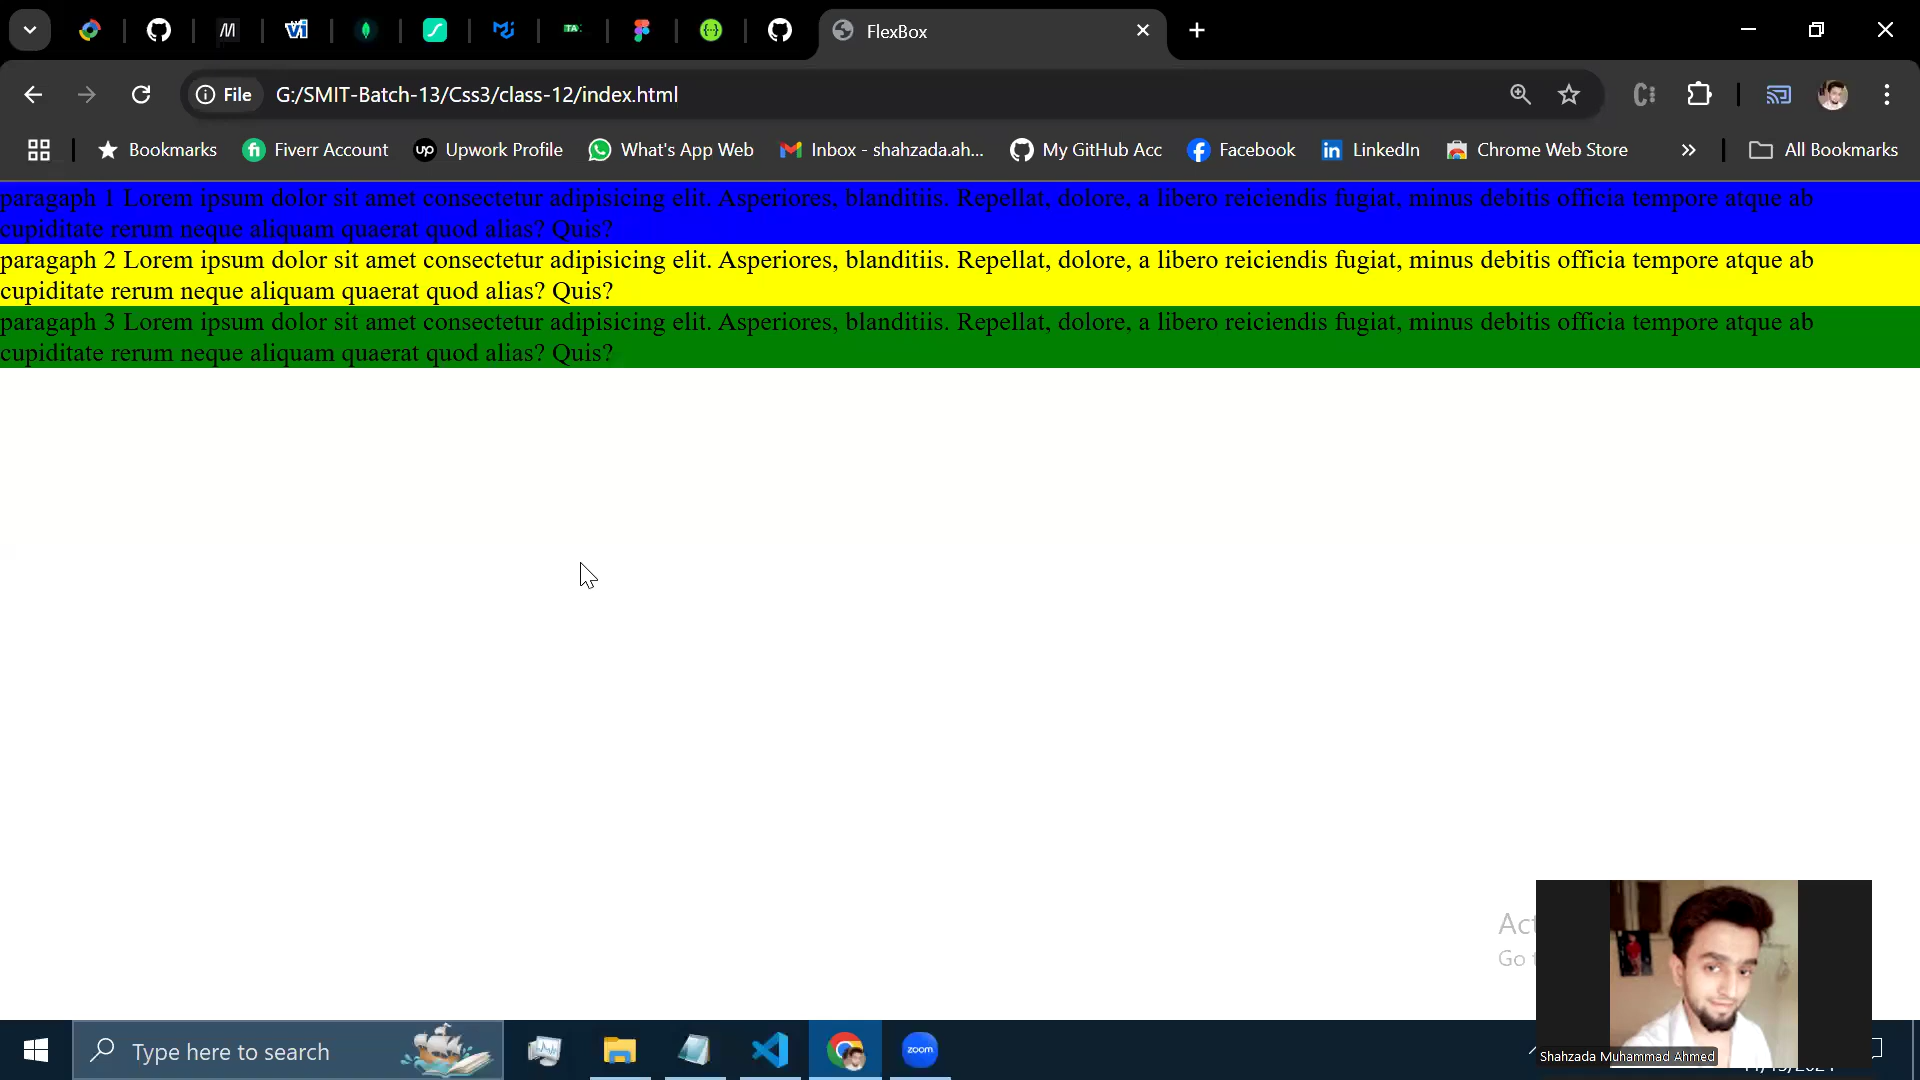 FlexBox
File G:/SMIT-Batch-13/Css3/class-12/index.html
Bookmarks Fiverr Account Upwork Profile What's App Web Inbox - shahzada.ah... My GitHub Acc Facebook LinkedIn Chrome Web Store » All Bookmarks
paragaph 1 Lorem ipsum dolor sit amet consectetur adipisicing elit. Asperiores, blanditiis. Repellat, dolore, a libero reiciendis fugiat, minus debitis officia tempore atque ab
cupiditate rerum neque aliquam quaerat quod alias? Quis?
paragaph 2 Lorem ipsum dolor sit amet consectetur adipisicing elit. Asperiores, blanditiis. Repellat, dolore, a libero reiciendis fugiat, minus debitis officia tempore atque ab
cupiditate rerum neque aliquam quaerat quod alias? Quis?
paragaph 3 Lorem ipsum dolor sit amet consectetur adipisicing elit. Asperiores, blanditiis. Repellat, dolore, a libero reiciendis fugiat, minus debitis officia tempore atque ab
cupiditate rerum neque aliquam quaerat quod alias? Quis?
Go
Type here to search
zoom
Shahzada Muhammad Ahmed